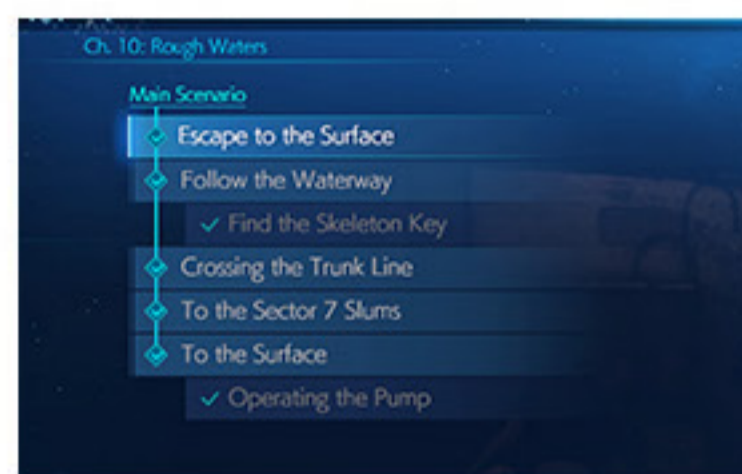 Ch. 10: Rough Waters
Main Scenario
Escape to the Surface
Follow the Waterway
Find the Skeleton Key
Crossing the Trunk Line
To the Sector 7 Slums
To the Surface
Operating the Pump